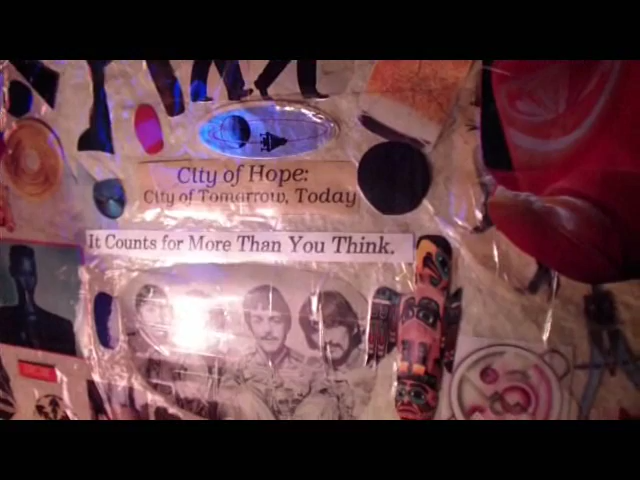 City of Hope:
City of Tomorrow, Today
It Counts for More Than You Think.